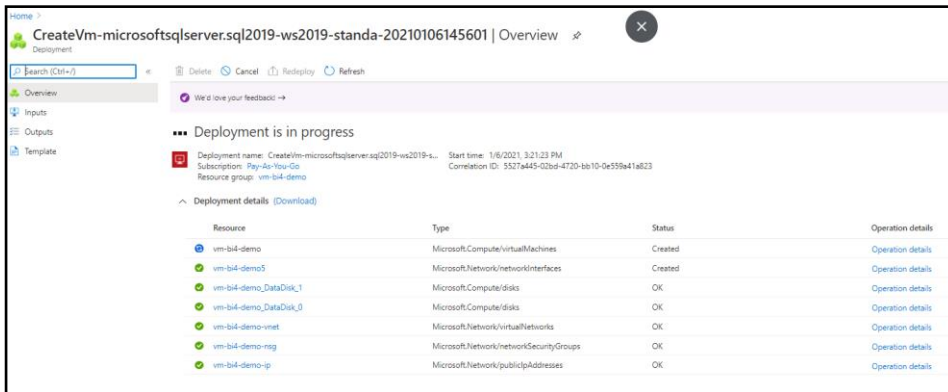 Home >
CreateVm-microsoftsqlserver.sql2019-ws2019-standa-20210106145601 | Overview
Deployment
Search (Ctrl+/)
«
Delete Cancel Redeploy Refresh
Overview
Inputs
Outputs
Template
We'd love your feedback! →
Deployment is in progress
Deployment name: CreateVm-microsoftsqlserver.sql2019-ws2019-s... Start time: 1/6/2021, 3:21:23 PM
Subscription: Pay-As-You-Go Correlation ID: 5527a445-02bd-4720-bb10-0e559a41a823
Resource group: vm-bi4-demo
Deployment details (Download)
Resource Type Status Operation details
vm-bi4-demo Microsoft.Compute/virtualMachines Created Operation details
vm-bi4-demo5 Microsoft.Network/networkInterfaces Created Operation details
vm-bi4-demo_DataDisk_1 Microsoft.Compute/disks OK Operation details
vm-bi4-demo_DataDisk_0 Microsoft.Compute/disks OK Operation details
vm-bi4-demo-vnet Microsoft.Network/virtualNetworks OK Operation details
vm-bi4-demo-nsg Microsoft.Network/networkSecurityGroups OK Operation details
vm-bi4-demo-ip Microsoft.Network/publicIpAddresses OK Operation details